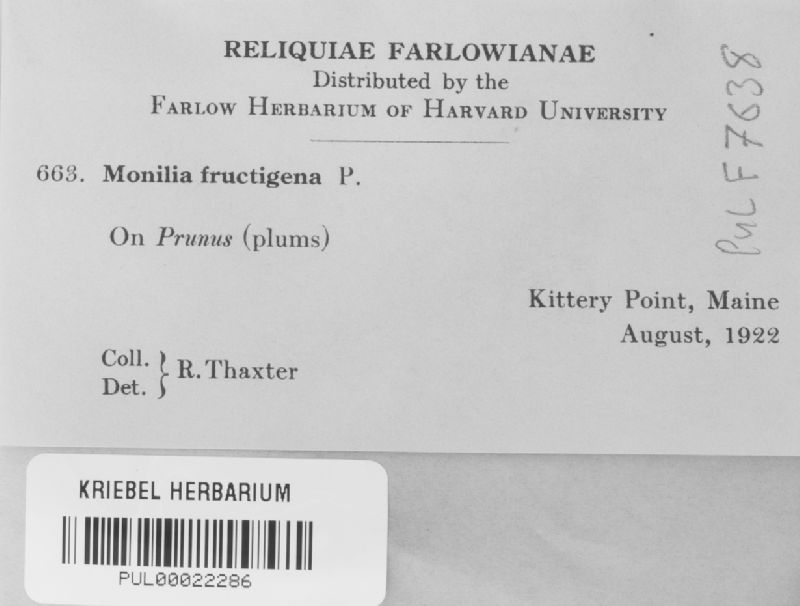 RELIQUIAE FARLOWIANAE
Distributed by the
FARLOW HERBARIUM OF HARVARD UNIVERSITY
663. Monilia fructigena P.
On Prunus (plums)
Kittery Point, Maine
August, 1922
Coll.
Det. } R. Thaxter
PUL F 7638
KRIEBEL HERBARIUM
PUL00022286